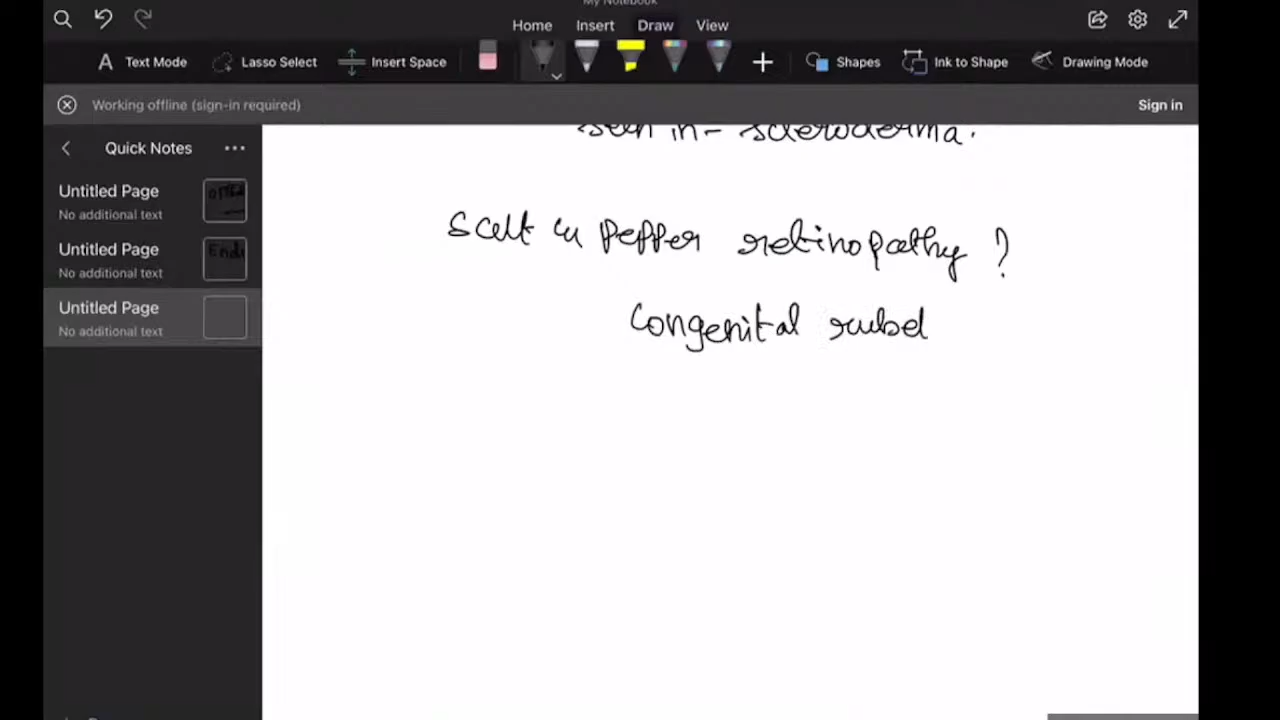 My Notebook
Home Insert Draw View
Text Mode Lasso Select Insert Space Shapes Ink to Shape Drawing Mode
Working offline (sign-in required) Sign in
Quick Notes
Untitled Page
No additional text
Untitled Page
No additional text
Untitled Page
No additional text
seen in - scleroderma.
Salt in pepper retinopathy ?
Congenital rubel